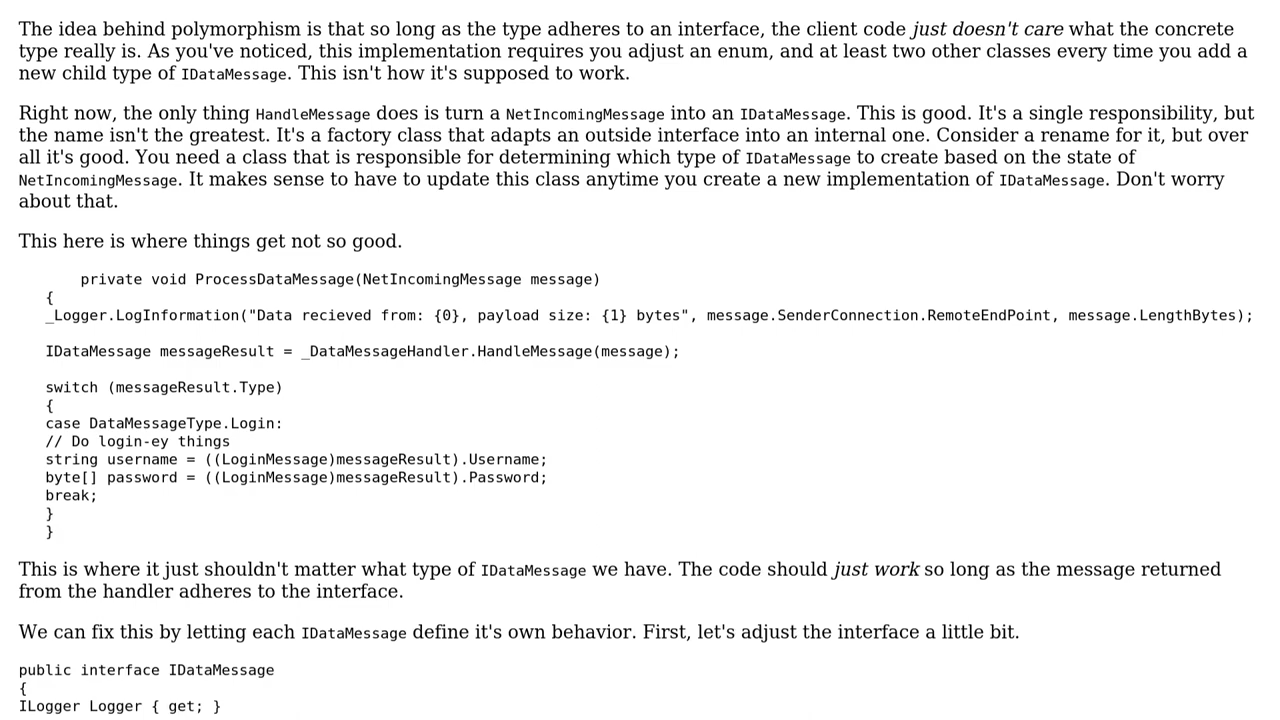 The idea behind polymorphism is that so long as the type adheres to an interface, the client code just doesn't care what the concrete
type really is. As you've noticed, this implementation requires you adjust an enum, and at least two other classes every time you add a
new child type of IDataMessage. This isn't how it's supposed to work.
Right now, the only thing HandleMessage does is turn a NetIncomingMessage into an IDataMessage. This is good. It's a single responsibility, but
the name isn't the greatest. It's a factory class that adapts an outside interface into an internal one. Consider a rename for it, but over
all it's good. You need a class that is responsible for determining which type of IDataMessage to create based on the state of
NetIncomingMessage. It makes sense to have to update this class anytime you create a new implementation of IDataMessage. Don't worry
about that.
This here is where things get not so good.
private void ProcessDataMessage(NetIncomingMessage message)
{
_Logger.LogInformation("Data recieved from: {0}, payload size: {1} bytes", message.SenderConnection.RemoteEndPoint, message.LengthBytes);
IDataMessage messageResult = _DataMessageHandler.HandleMessage(message);
switch (messageResult.Type)
{
case DataMessageType.Login:
// Do login-ey things
string username = ((LoginMessage)messageResult).Username;
byte[] password = ((LoginMessage)messageResult).Password;
break;
}
}
This is where it just shouldn't matter what type of IDataMessage we have. The code should just work so long as the message returned
from the handler adheres to the interface.
We can fix this by letting each IDataMessage define it's own behavior. First, let's adjust the interface a little bit.
public interface IDataMessage
{
ILogger Logger { get; }